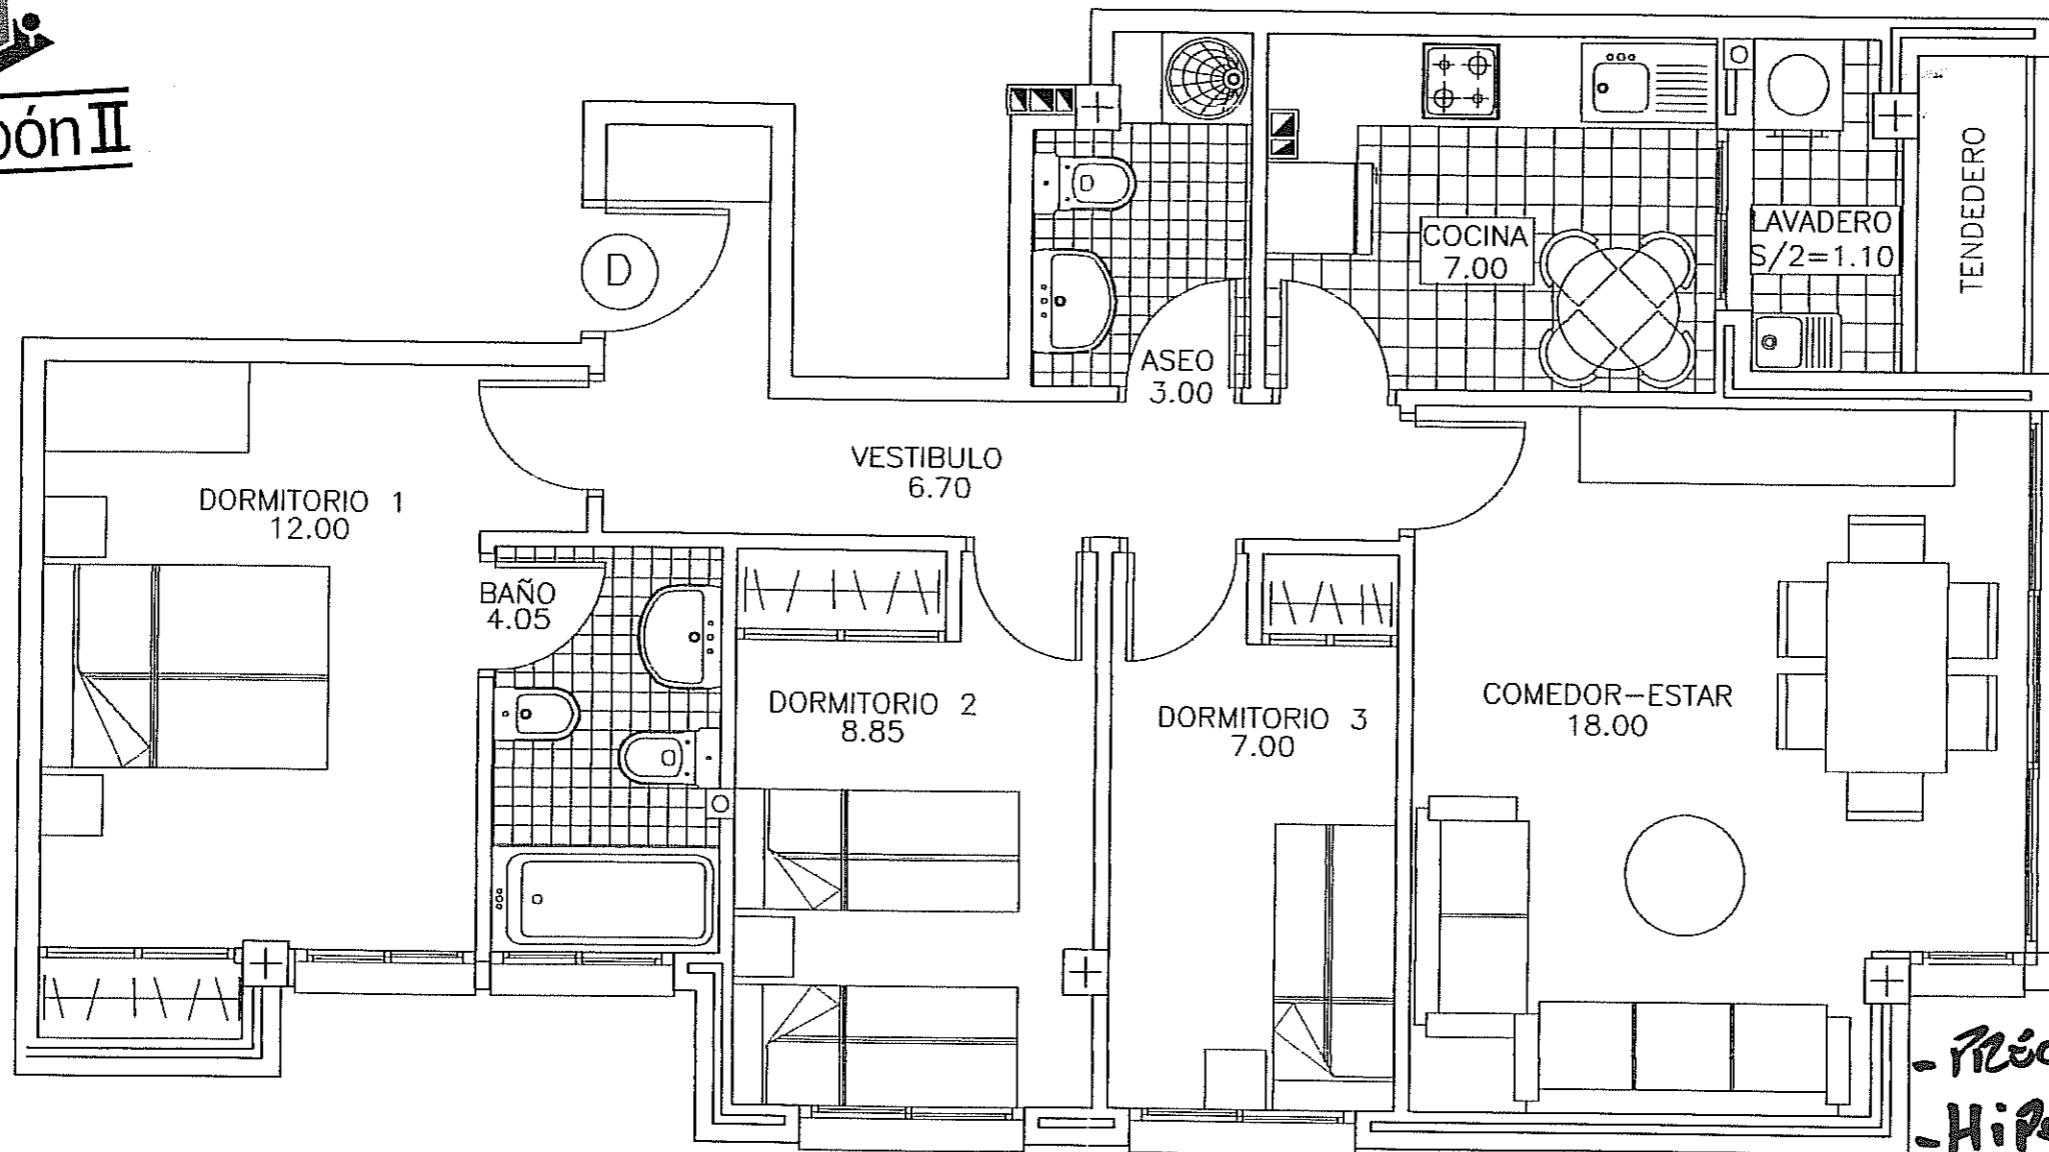 II
D
DORMITORIO 1
12.00
BAÑO
4.05
VESTIBULO
6.70
ASEO
3.00
COCINA
7.00
LAVADERO
S/2=1.10
TENDEDERO
DORMITORIO 2
8.85
DORMITORIO 3
7.00
COMEDOR-ESTAR
18.00